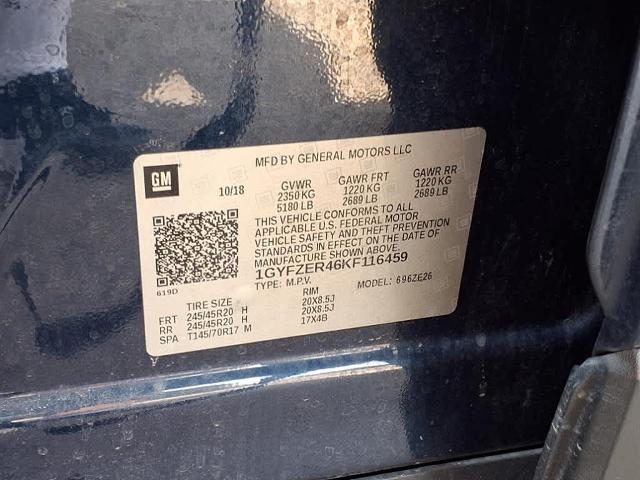 MFD BY GENERAL MOTORS LLC
GM
10/18 GVWR GAWR FRT GAWR RR
2350 KG 1220 KG 1220 KG
5180 LB 2689 LB 2689 LB
THIS VEHICLE CONFORMS TO ALL
APPLICABLE U.S. FEDERAL MOTOR
VEHICLE SAFETY AND THEFT PREVENTION
STANDARDS IN EFFECT ON THE DATE OF
MANUFACTURE SHOWN ABOVE.
1GYFZER46KF116459
619D
TYPE: M.P.V. MODEL: 696ZE26
TIRE SIZE RIM
FRT 245/45R20 H 20X8.5J
RR 245/45R20 H 20X8.5J
SPA T145/70R17 M 17X4B